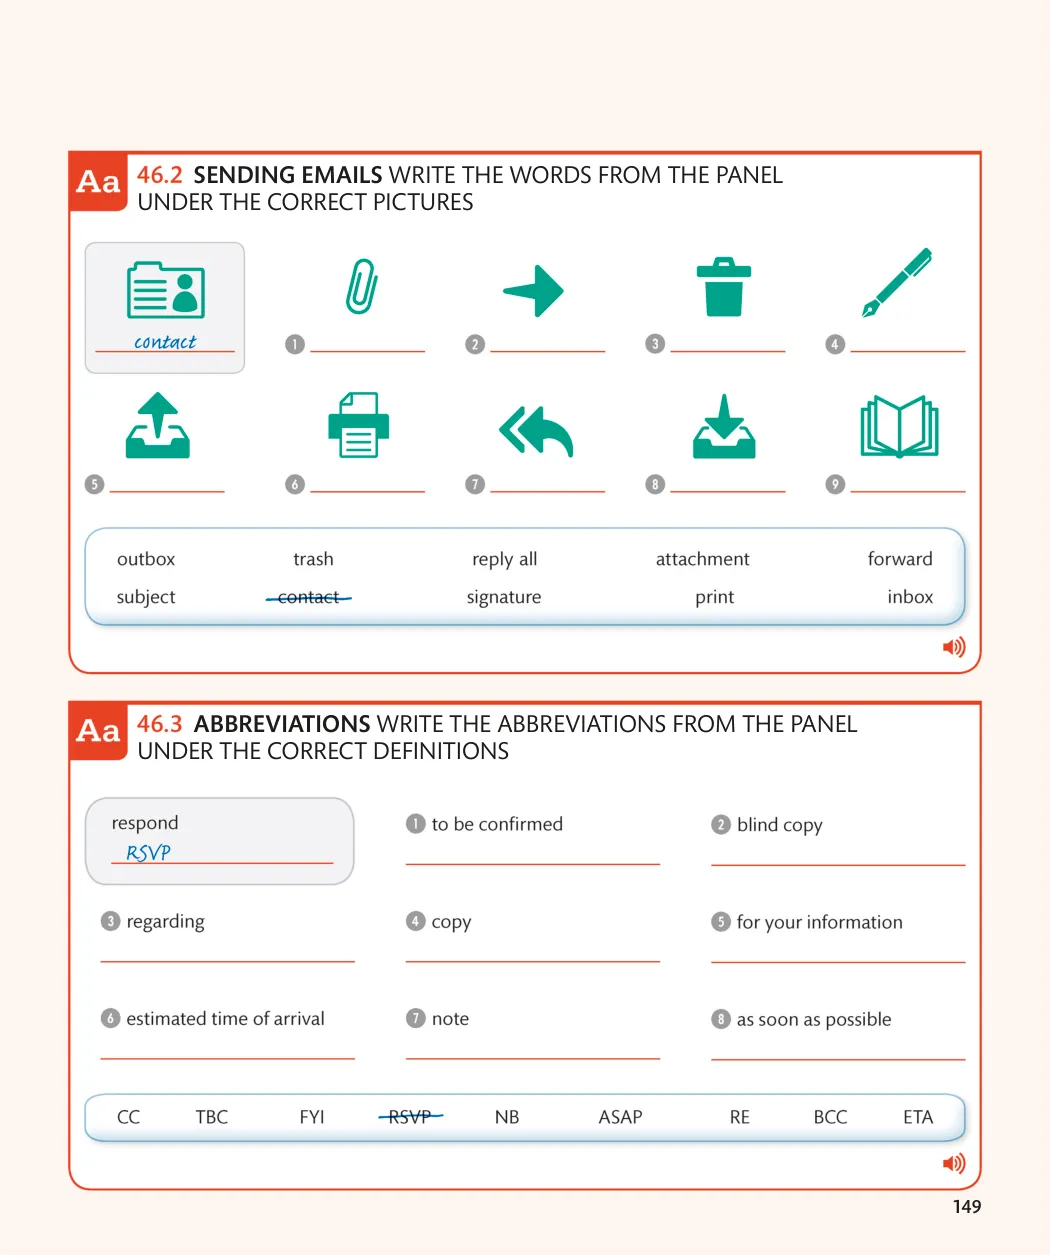 Aa 46.2 SENDING EMAILS WRITE THE WORDS FROM THE PANEL
UNDER THE CORRECT PICTURES
contact
1
2
3
4
5
6
7
8
9
outbox trash reply all attachment forward
subject contact signature print inbox
Aa 46.3 ABBREVIATIONS WRITE THE ABBREVIATIONS FROM THE PANEL
UNDER THE CORRECT DEFINITIONS
respond
RSVP
1 to be confirmed
2 blind copy
3 regarding
4 copy
5 for your information
6 estimated time of arrival
7 note
8 as soon as possible
CC TBC FYI RSVP NB ASAP RE BCC ETA
149